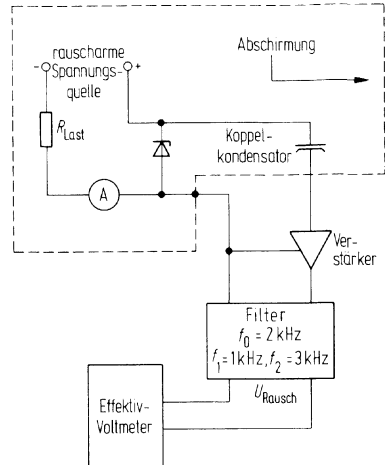 Abschirmung
- rauscharme +
Spannungs-
quelle
R_Last
Koppel-
kondensator
A
Ver-
stärker
Filter
f_0 = 2 kHz
f_1 = 1 kHz, f_2 = 3 kHz
U_Rausch
Effektiv-
Voltmeter